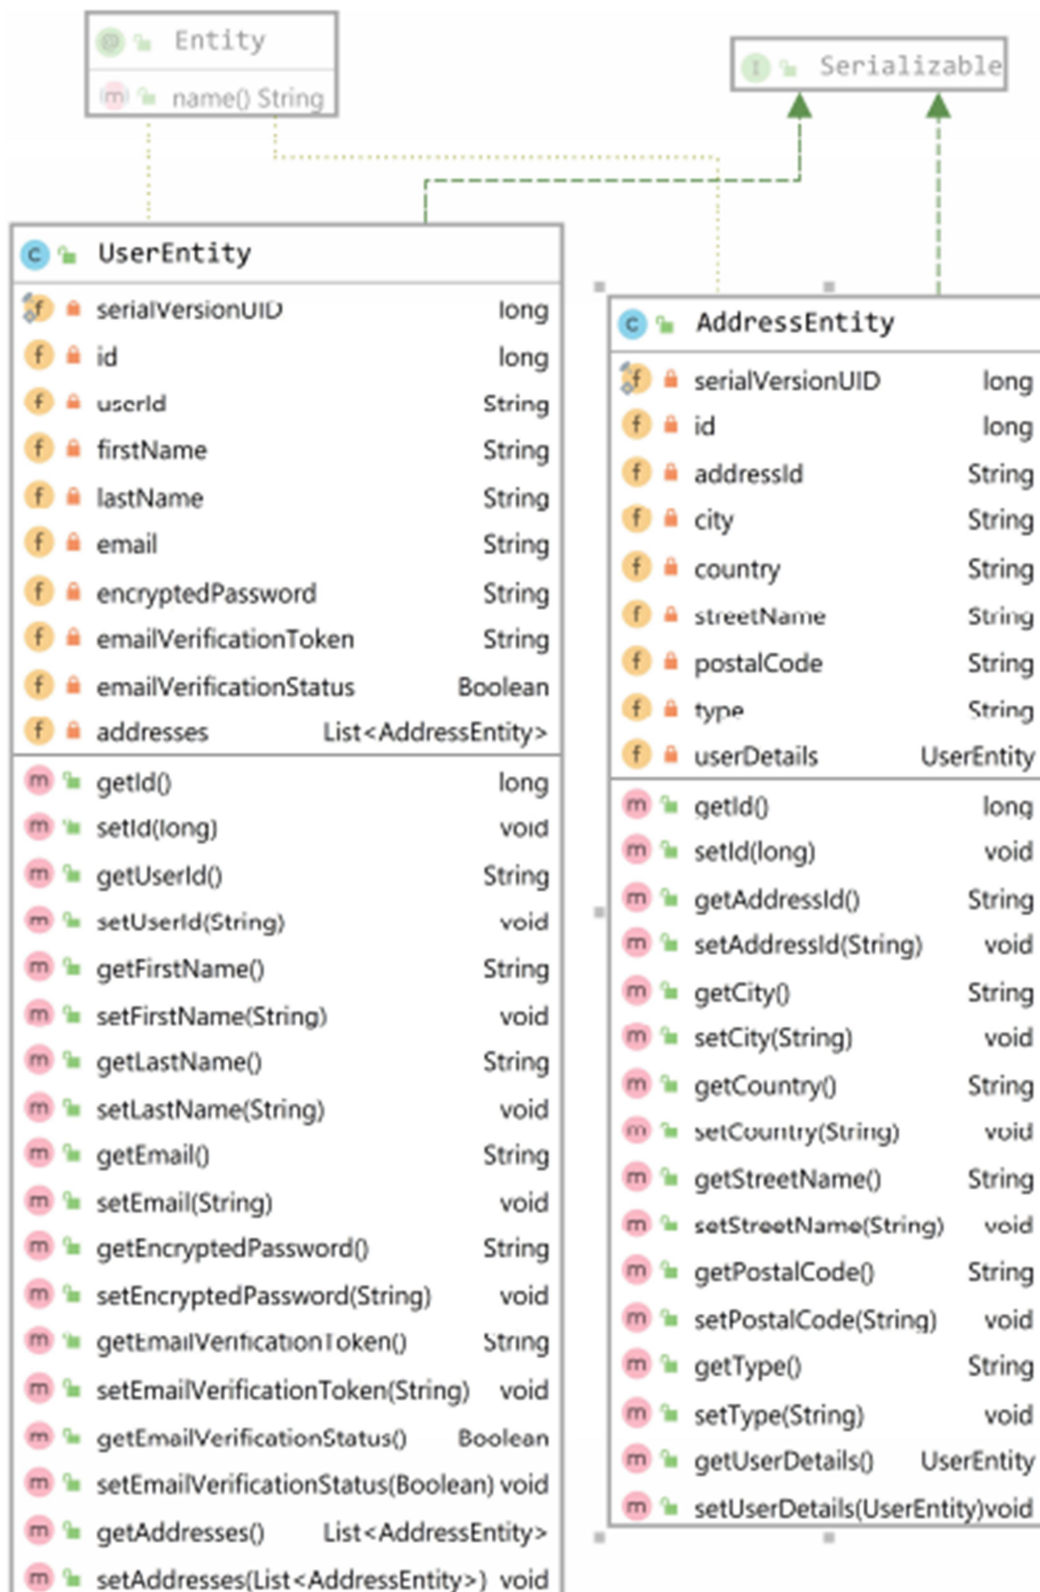 Entity
name() String
Serializable
UserEntity
serialVersionUID long
id long
userId String
firstName String
lastName String
email String
encryptedPassword String
emailVerificationToken String
emailVerificationStatus Boolean
addresses List<AddressEntity>
getId() long
setId(long) void
getUserId() String
setUserId(String) void
getFirstName() String
setFirstName(String) void
getLastName() String
setLastName(String) void
getEmail() String
setEmail(String) void
getEncryptedPassword() String
setEncryptedPassword(String) void
getEmailVerificationToken() String
setEmailVerificationToken(String) void
getEmailVerificationStatus() Boolean
setEmailVerificationStatus(Boolean) void
getAddresses() List<AddressEntity>
setAddresses(List<AddressEntity>) void
AddressEntity
serialVersionUID long
id long
addressId String
city String
country String
streetName String
postalCode String
type String
userDetails UserEntity
getId() long
setId(long) void
getAddressId() String
setAddressId(String) void
getCity() String
setCity(String) void
getCountry() String
setCountry(String) void
getStreetName() String
setStreetName(String) void
getPostalCode() String
setPostalCode(String) void
getType() String
setType(String) void
getUserDetails() UserEntity
setUserDetails(UserEntity)void